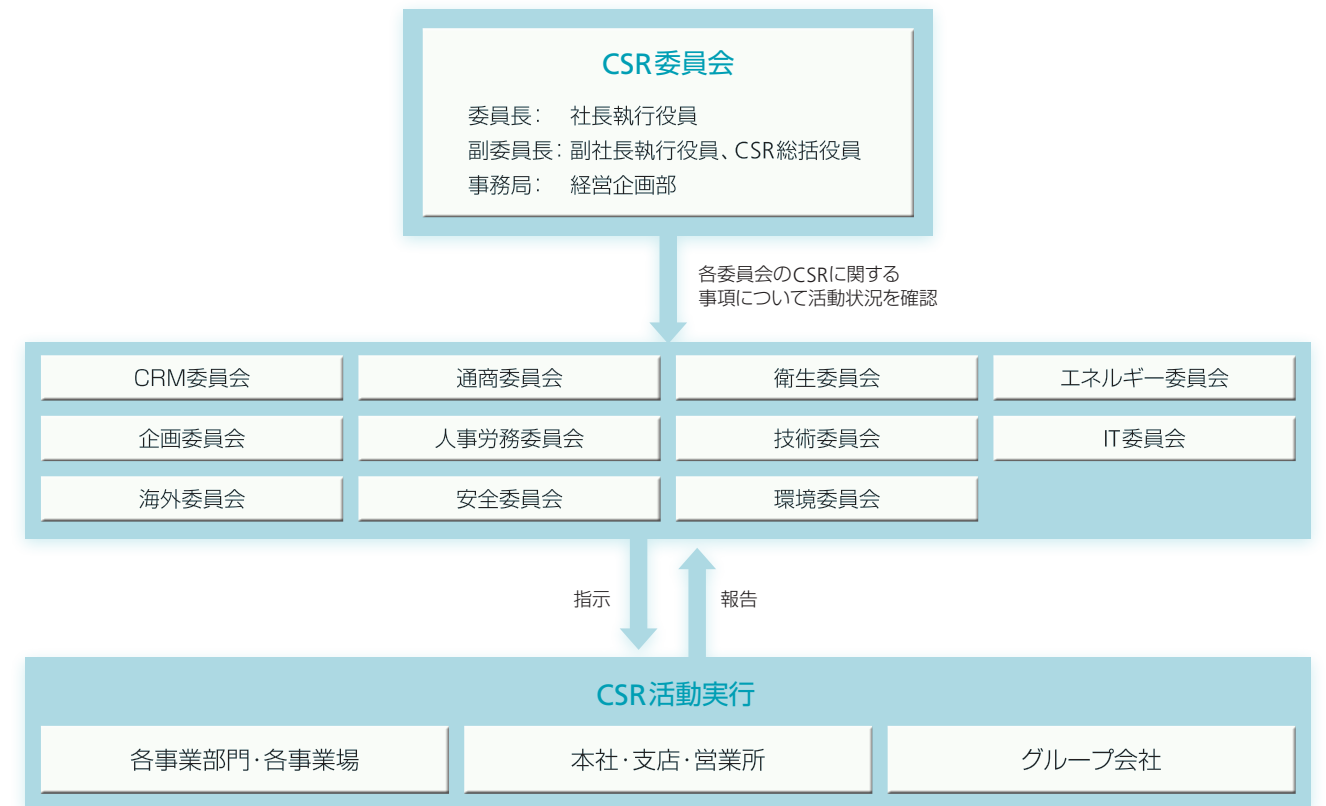 CSR委員会
委員長： 社長執行役員
副委員長：副社長執行役員、CSR総括役員
事務局： 経営企画部
各委員会のCSRに関する
事項について活動状況を確認
CRM委員会 通商委員会 衛生委員会 エネルギー委員会
企画委員会 人事労務委員会 技術委員会 IT委員会
海外委員会 安全委員会 環境委員会
指示 報告
CSR活動実行
各事業部門・各事業場 本社・支店・営業所 グループ会社